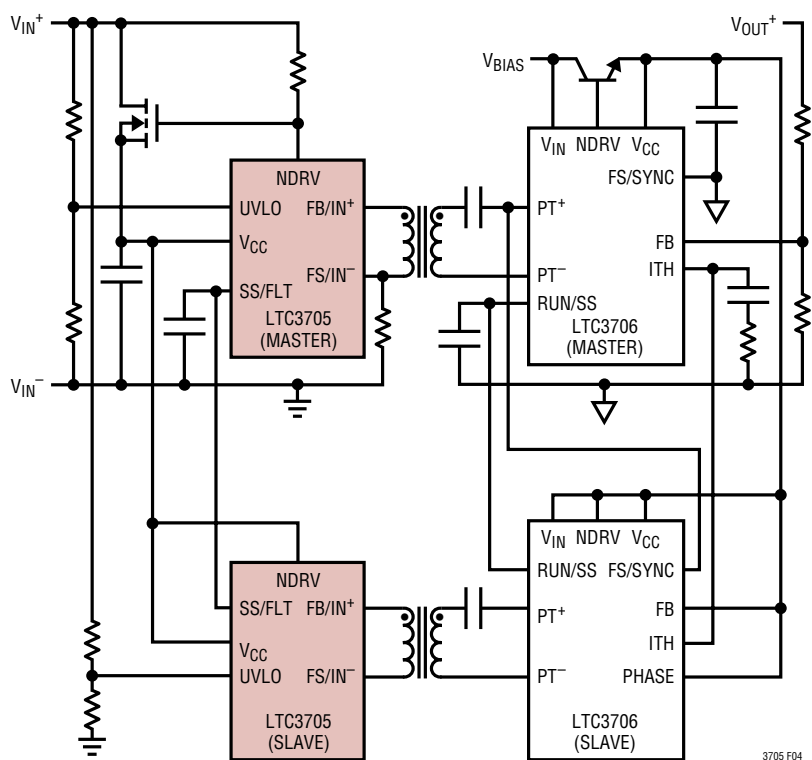 VIN+
VOUT+
VBIAS
VIN NDRV VCC
FS/SYNC
NDRV
UVLO FB/IN+
PT+
FB
VCC
ITH
FS/IN–
PT–
SS/FLT
RUN/SS
LTC3705
(MASTER)
LTC3706
(MASTER)
VIN–
VIN NDRV VCC
RUN/SS FS/SYNC
NDRV
SS/FLT FB/IN+
PT+
FB
ITH
VCC
UVLO FS/IN–
PT– PHASE
LTC3705
(SLAVE)
LTC3706
(SLAVE)
3705 F04